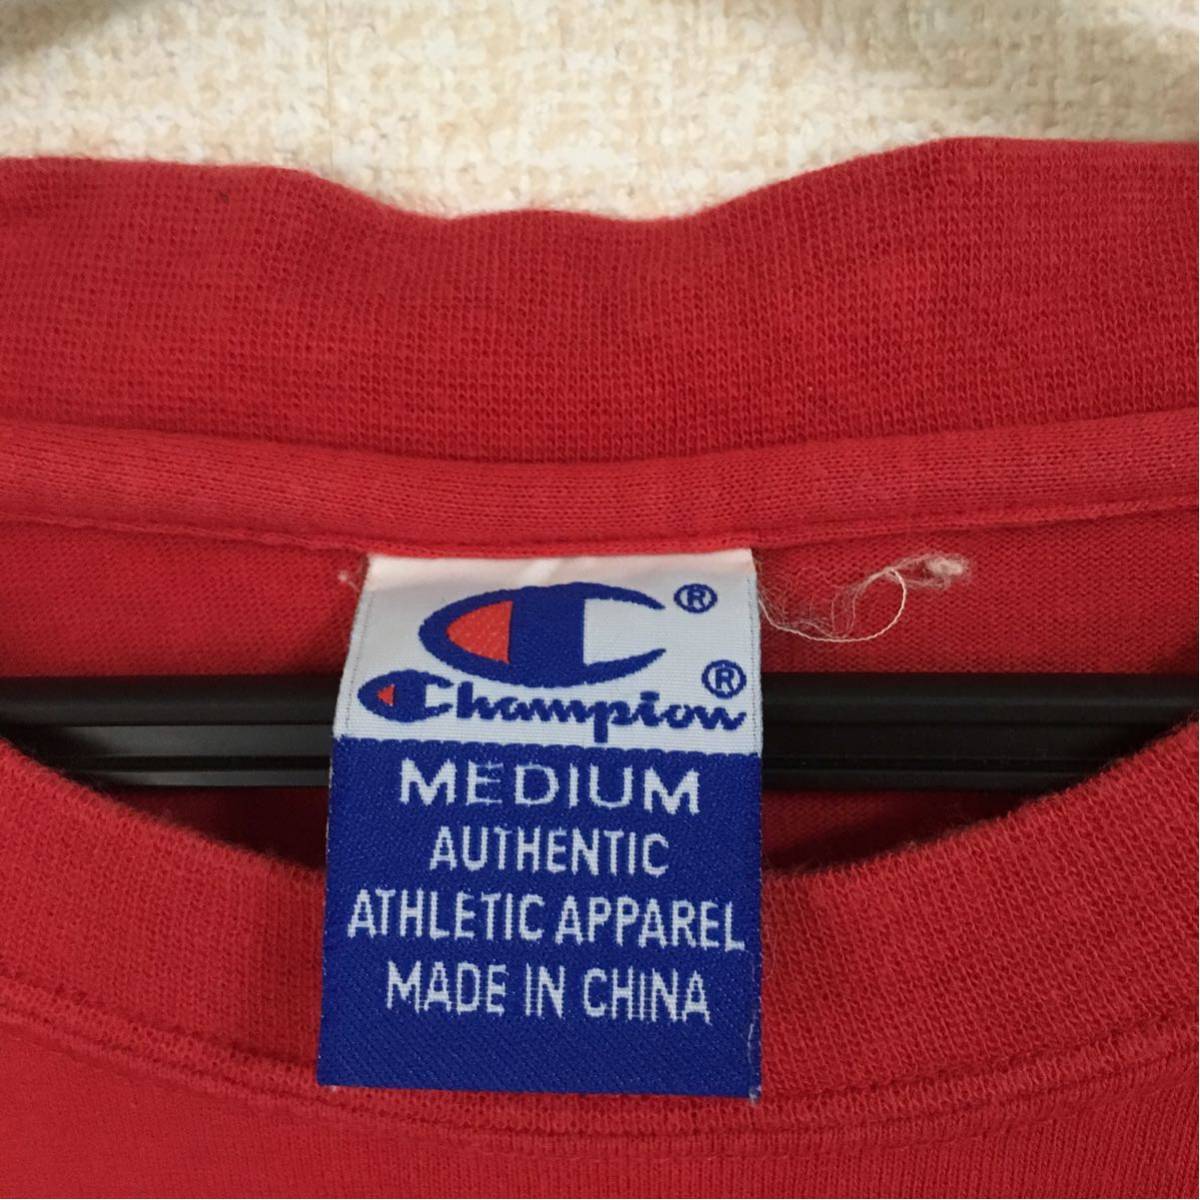 C®
Champion®
MEDIUM
AUTHENTIC
ATHLETIC APPAREL
MADE IN CHINA